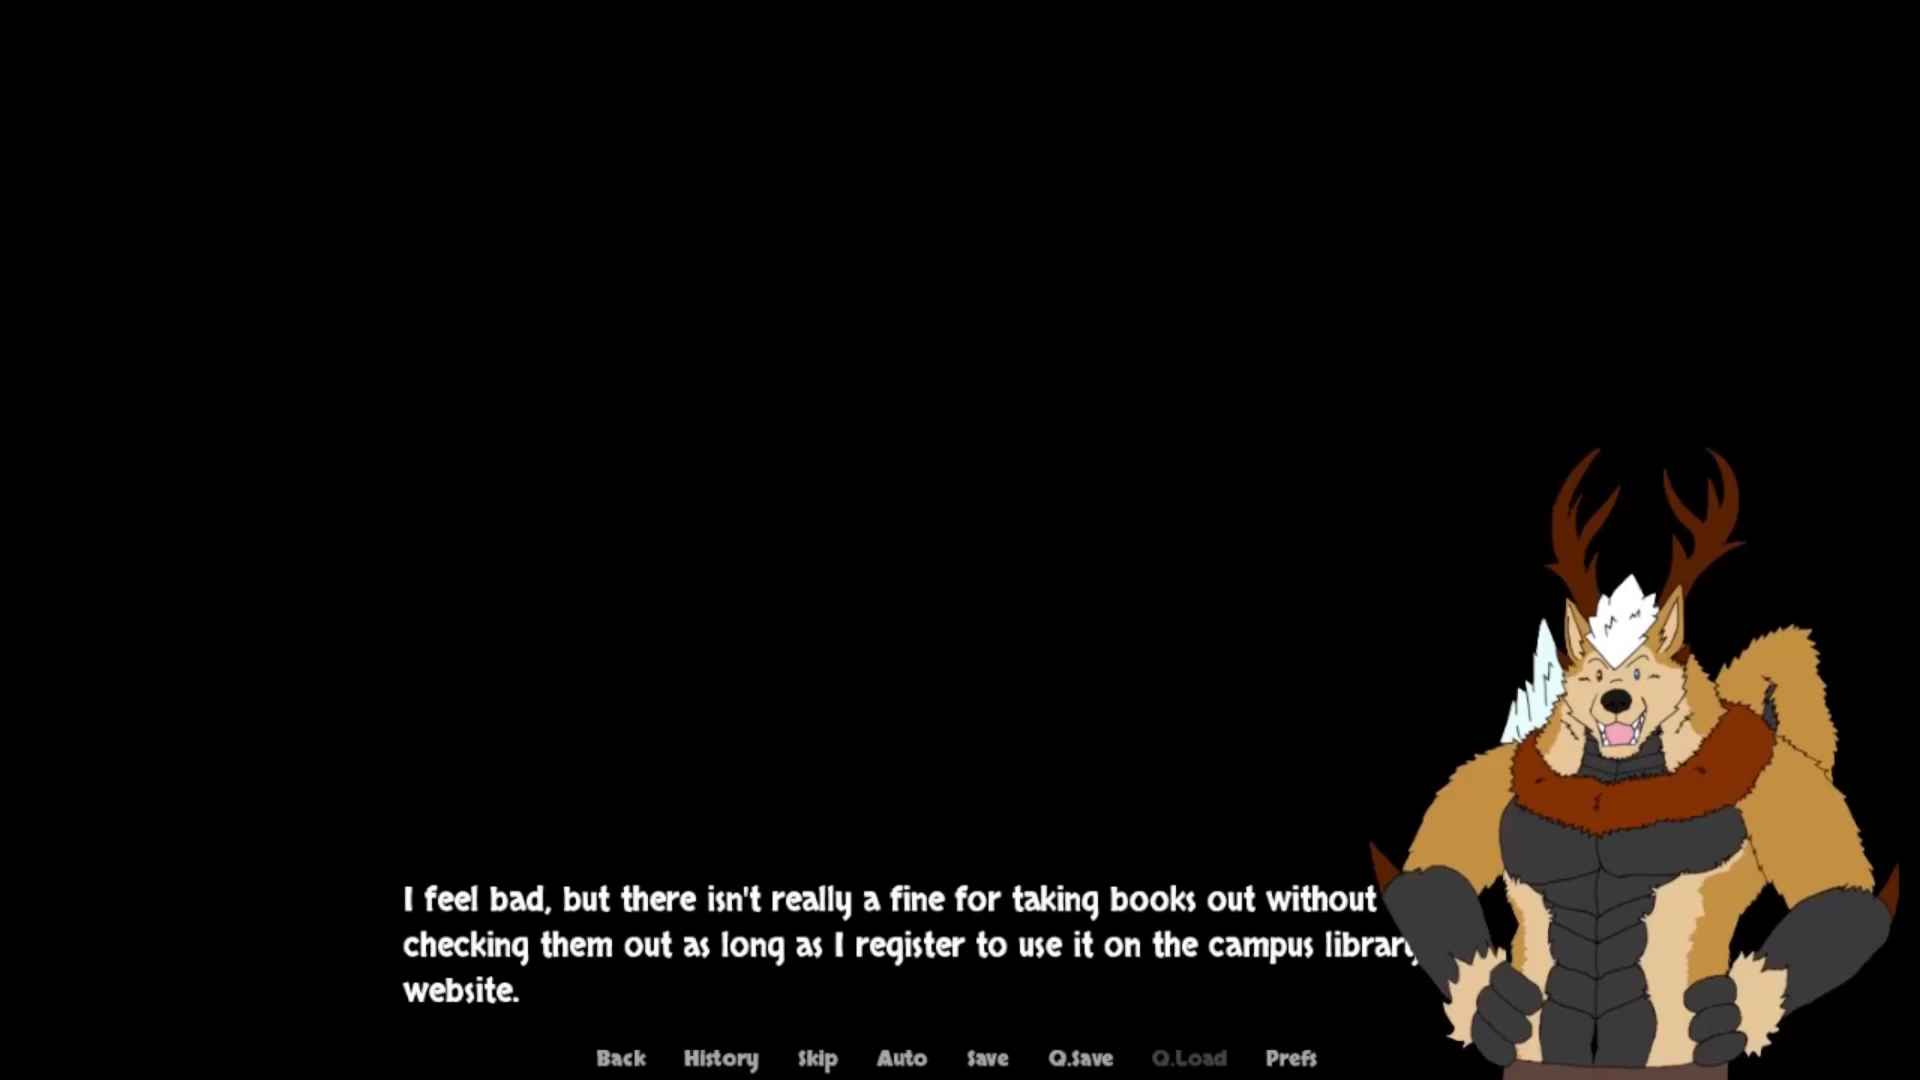 I feel bad, but there isn't really a fine for taking books out without
checking them out as long as I register to use it on the campus library
website.
Back History Skip Auto Save Q.Save Q.Load Prefs